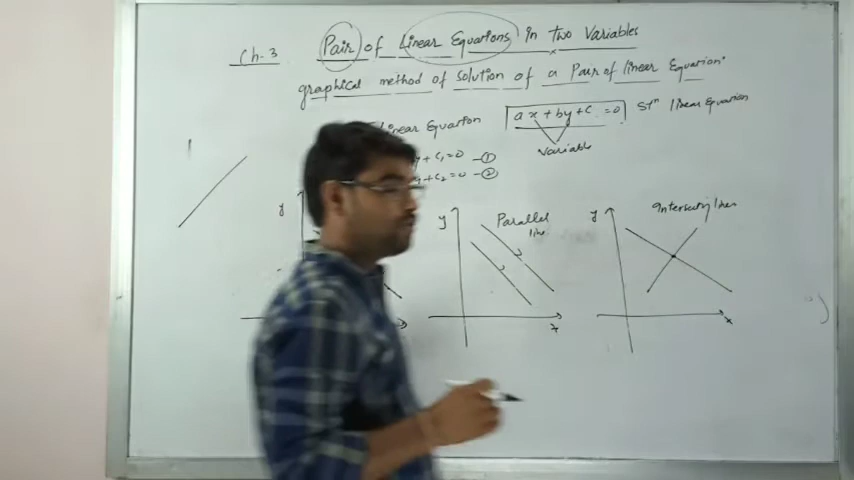 Ch-3
Pair of Linear Equations in two Variables
graphical method of Solution of a Pair of linear Equation.
Linear Equation ax + by + c = 0 stⁿ linear Equation
variable
y + c₁ = 0 — ①
y + c₂ = 0 — ②
y
y Parallel line
y Intersecting lines
x
x